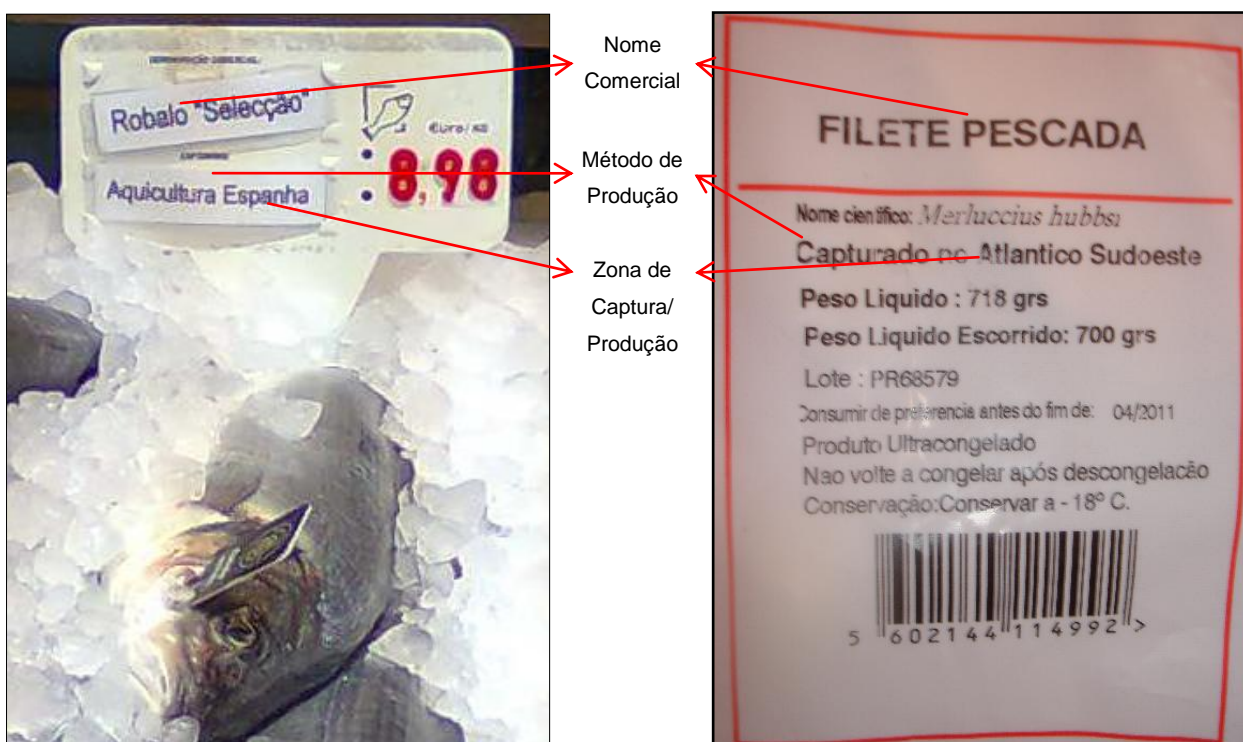 Robalo "Selecção"
Euro/KG
8,98
Aquicultura Espanha
Nome
Comercial
Método de
Produção
Zona de
Captura/
Produção
FILETE PESCADA
Nome científico: Merluccius hubbsi
Capturado no Atlantico Sudoeste
Peso Liquido : 718 grs
Peso Liquido Escorrido: 700 grs
Lote : PR68579
Consumir de preferencia antes do fim de: 04/2011
Produto Ultracongelado
Nao volte a congelar após descongelacão
Conservação:Conservar a - 18º C.
5 602144 114992 >